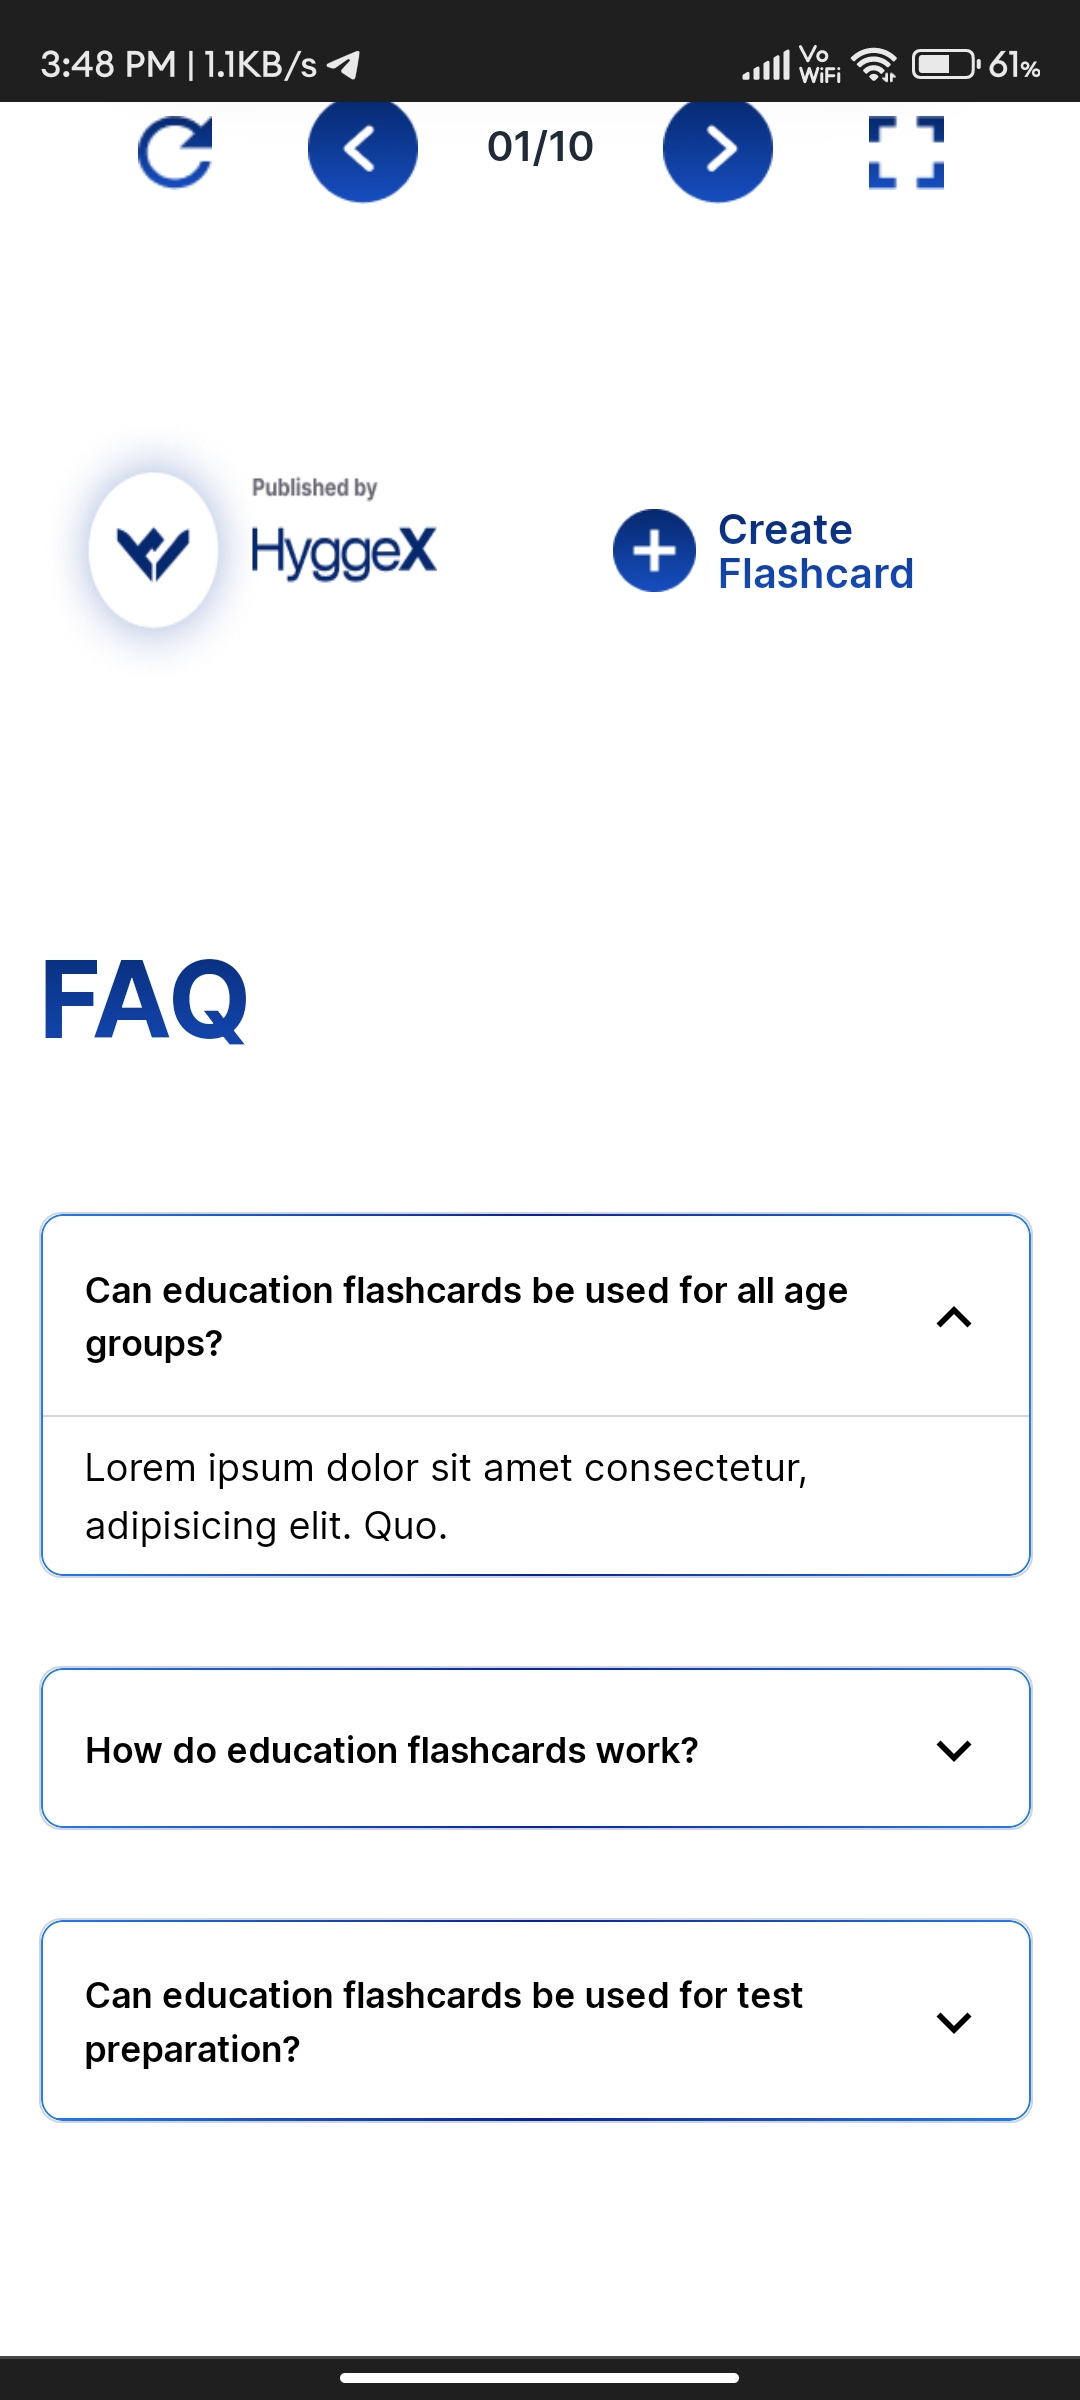 3:48 PM | 1.1KB/s Vo WiFi 61%
01/10
Published by
HyggeX
Create
Flashcard
FAQ
Can education flashcards be used for all age
groups?
Lorem ipsum dolor sit amet consectetur,
adipisicing elit. Quo.
How do education flashcards work?
Can education flashcards be used for test
preparation?